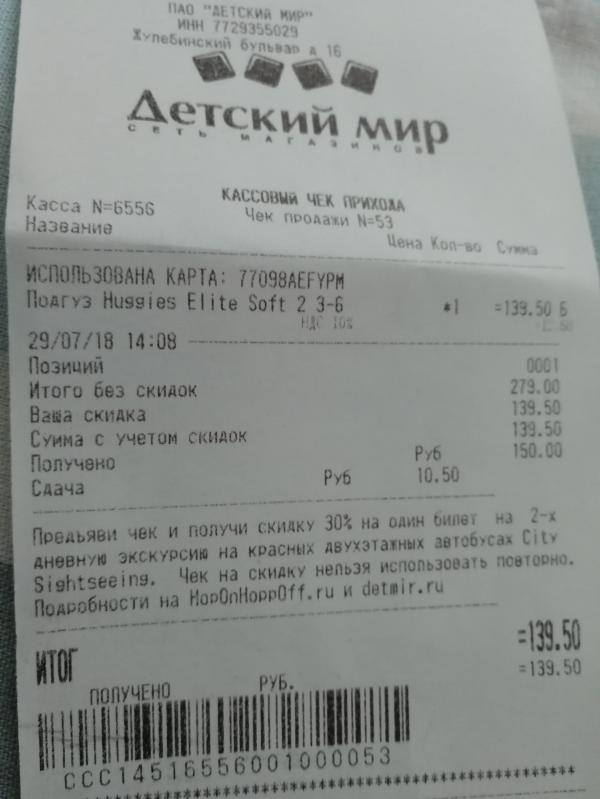 ПАО "ДЕТСКИЙ МИР"
ИНН 7729355029
Жулебинский бульвар д 16
Детский мир
СЕТЬ МАГАЗИНОВ
КАССОВЫЙ ЧЕК ПРИХОДА
Касса N=6556 Чек продажи N=53
Название Цена Кол-во Сумма
ИСПОЛЬЗОВАНА КАРТА: 77098AEFYPM
Подгуз Huggies Elite Soft 2 3-6 *1 =139.50 Б
НДС 10%
29/07/18 14:08
Позиций 0001
Итого без скидок 279.00
Ваша скидка 139.50
Сумма с учетом скидок 139.50
Получено Руб 150.00
Сдача Руб 10.50
Предъяви чек и получи скидку 30% на один билет на 2-х
дневную экскурсию на красных двухэтажных автобусах City
Sightseeing. Чек на скидку нельзя использовать повторно.
Подробности на HopOnHoppOff.ru и detmir.ru
ИТОГ =139.50
ПОЛУЧЕНО РУБ. =139.50
CCC14516556001000053